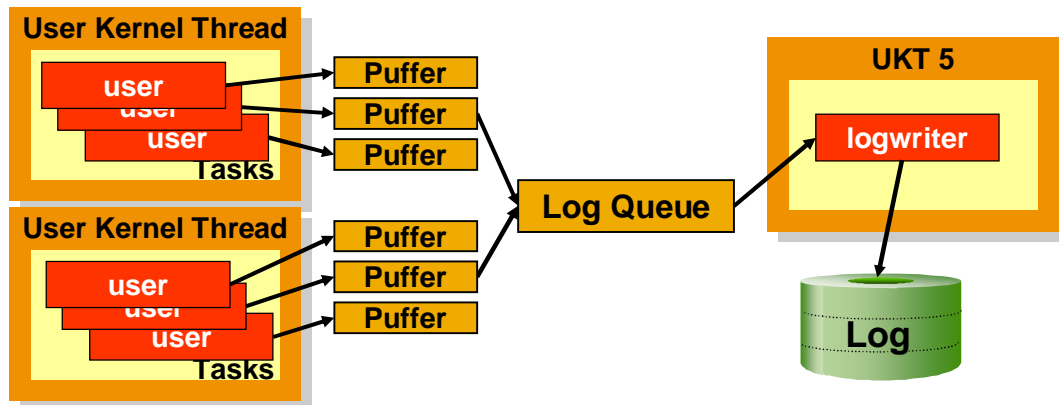 User Kernel Thread
user
user
user
Tasks
Puffer
Puffer
Puffer
User Kernel Thread
user
user
user
Tasks
Puffer
Puffer
Puffer
Log Queue
UKT 5
logwriter
Log